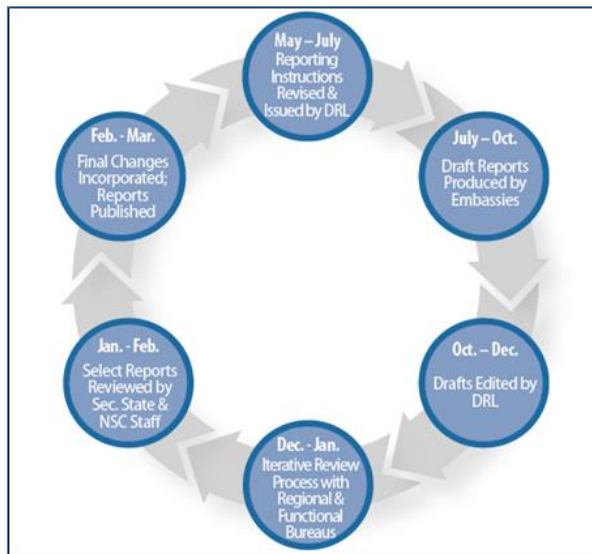 May – July
Reporting
Instructions
Revised &
Issued by DRL
July – Oct.
Draft Reports
Produced by
Embassies
Oct. – Dec.
Drafts Edited by
DRL
Dec. - Jan.
Iterative Review
Process with
Regional &
Functional
Bureaus
Jan. - Feb.
Select Reports
Reviewed by
Sec. State &
NSC Staff
Feb. - Mar.
Final Changes
Incorporated;
Reports
Published